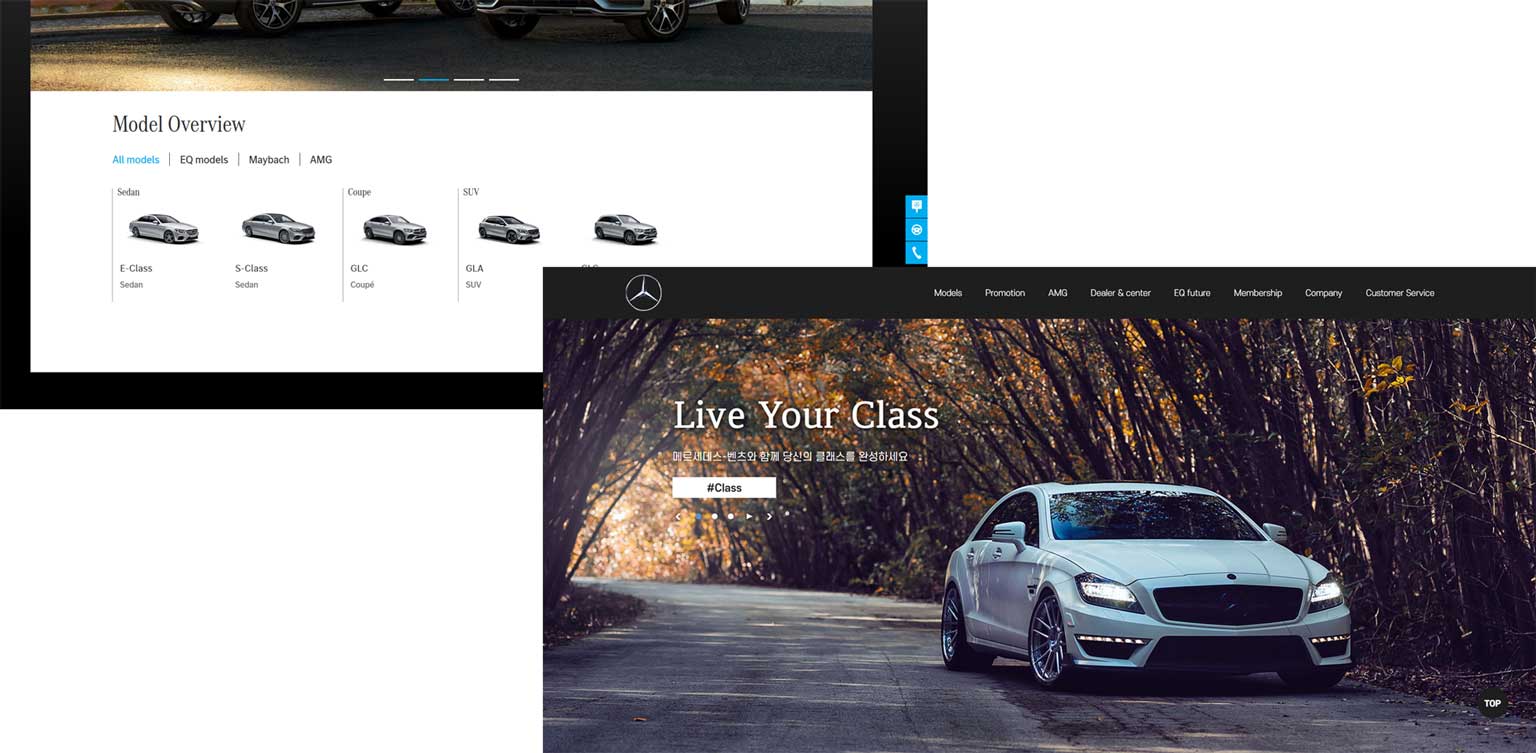 Model Overview
All models | EQ models | Maybach | AMG
Sedan
Coupe
SUV
E-Class
S-Class
GLC
GLA
GLC
Sedan
Sedan
Coupé
SUV
Models Promotion AMG Dealer & center EQ future Membership Company Customer Service
Live Your Class
메르세데스-벤츠와 함께 당신의 클래스를 완성하세요
#Class
TOP